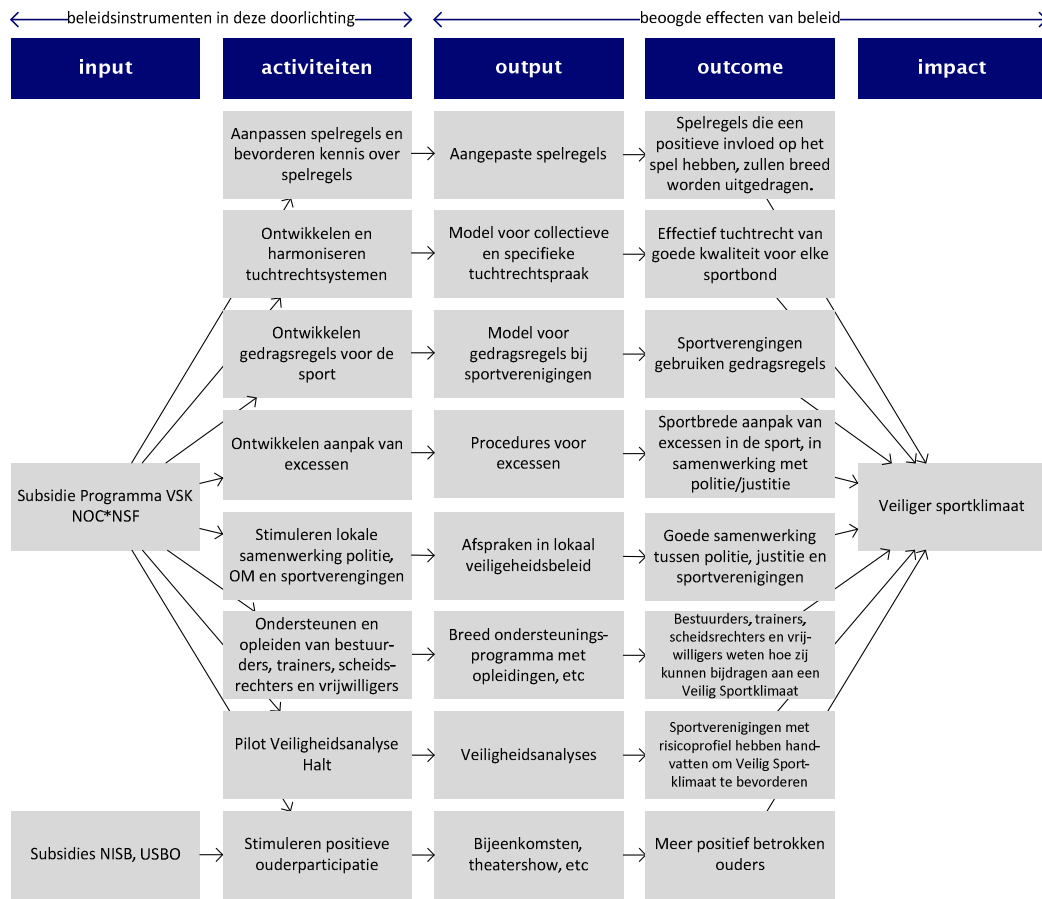 beleidsinstrumenten in deze doorlichting
beoogde effecten van beleid
input
activiteiten
output
outcome
impact
Aanpassen spelregels en
bevorderen kennis over
spelregels
Aangepaste spelregels
Spelregels die een
positieve invloed op het
spel hebben, zullen breed
worden uitgedragen.
Ontwikkelen en
harmoniseren
tuchtrechtsystemen
Model voor collectieve
en specifieke
tuchtrechtspraak
Effectief tuchtrecht van
goede kwaliteit voor elke
sportbond
Ontwikkelen
gedragsregels voor de
sport
Model voor
gedragsregels bij
sportverenigingen
Sportverengingen
gebruiken gedragsregels
Ontwikkelen aanpak van
excessen
Procedures voor
excessen
Sportbrede aanpak van
excessen in de sport, in
samenwerking met
politie/justitie
Subsidie Programma VSK
NOC*NSF
Veiliger sportklimaat
Stimuleren lokale
samenwerking politie,
OM en sportverengingen
Afspraken in lokaal
veiligeheidsbeleid
Goede samenwerking
tussen politie, justitie en
sportverenigingen
Ondersteunen en
opleiden van bestuur-
ders, trainers, scheids-
rechters en vrijwilligers
Breed ondersteunings-
programma met
opleidingen, etc
Bestuurders, trainers,
scheidsrechters en vrij-
willigers weten hoe zij
kunnen bijdragen aan een
Veilig Sportklimaat
Pilot Veiligheidsanalyse
Halt
Veiligheidsanalyses
Sportverenigingen met
risicoprofiel hebben hand-
vatten om Veilig Sport-
klimaat te bevorderen
Subsidies NISB, USBO
Stimuleren positieve
ouderparticipatie
Bijeenkomsten,
theatershow, etc
Meer positief betrokken
ouders